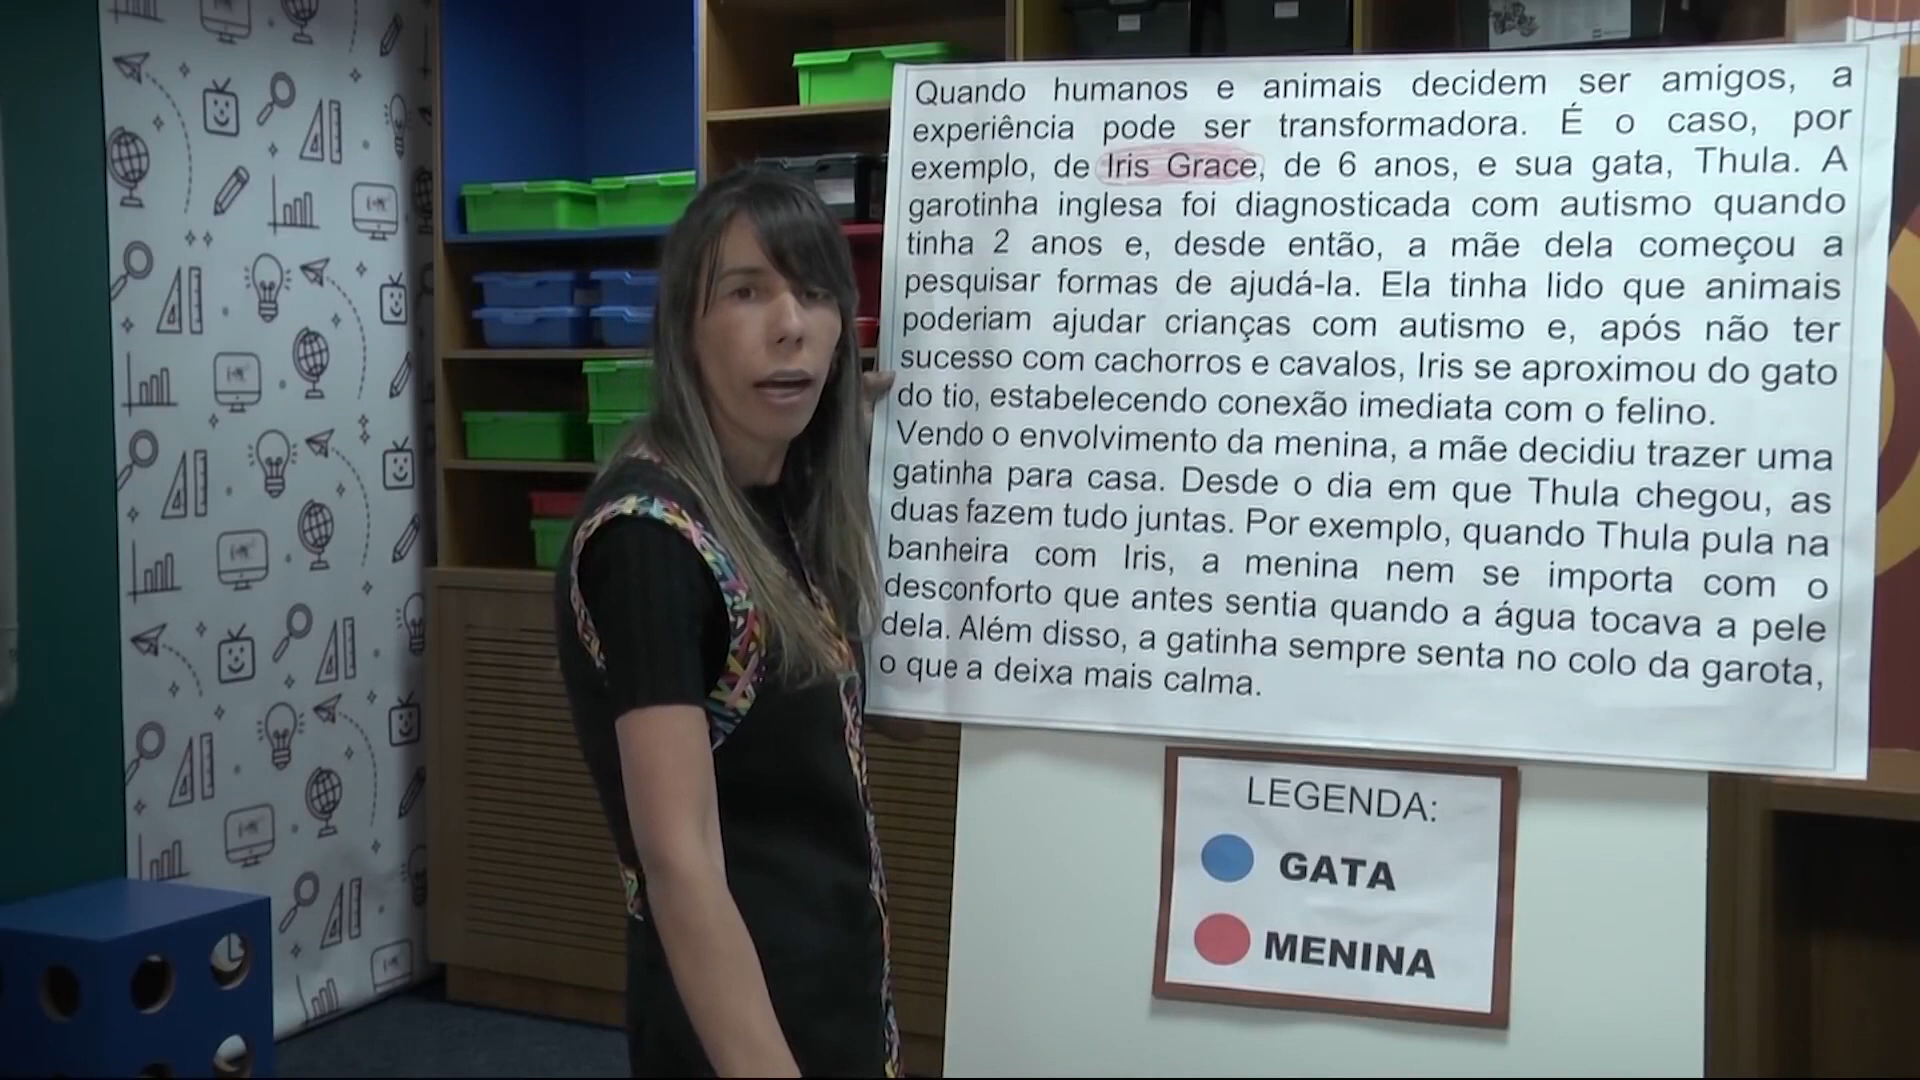 Quando humanos e animais decidem ser amigos, a
experiência pode ser transformadora. É o caso, por
exemplo, de Iris Grace, de 6 anos, e sua gata, Thula. A
garotinha inglesa foi diagnosticada com autismo quando
tinha 2 anos e, desde então, a mãe dela começou a
pesquisar formas de ajudá-la. Ela tinha lido que animais
poderiam ajudar crianças com autismo e, após não ter
sucesso com cachorros e cavalos, Iris se aproximou do gato
do tio, estabelecendo conexão imediata com o felino.
Vendo o envolvimento da menina, a mãe decidiu trazer uma
gatinha para casa. Desde o dia em que Thula chegou, as
duas fazem tudo juntas. Por exemplo, quando Thula pula na
banheira com Iris, a menina nem se importa com o
desconforto que antes sentia quando a água tocava a pele
dela. Além disso, a gatinha sempre senta no colo da garota,
o que a deixa mais calma.
LEGENDA:
GATA
MENINA